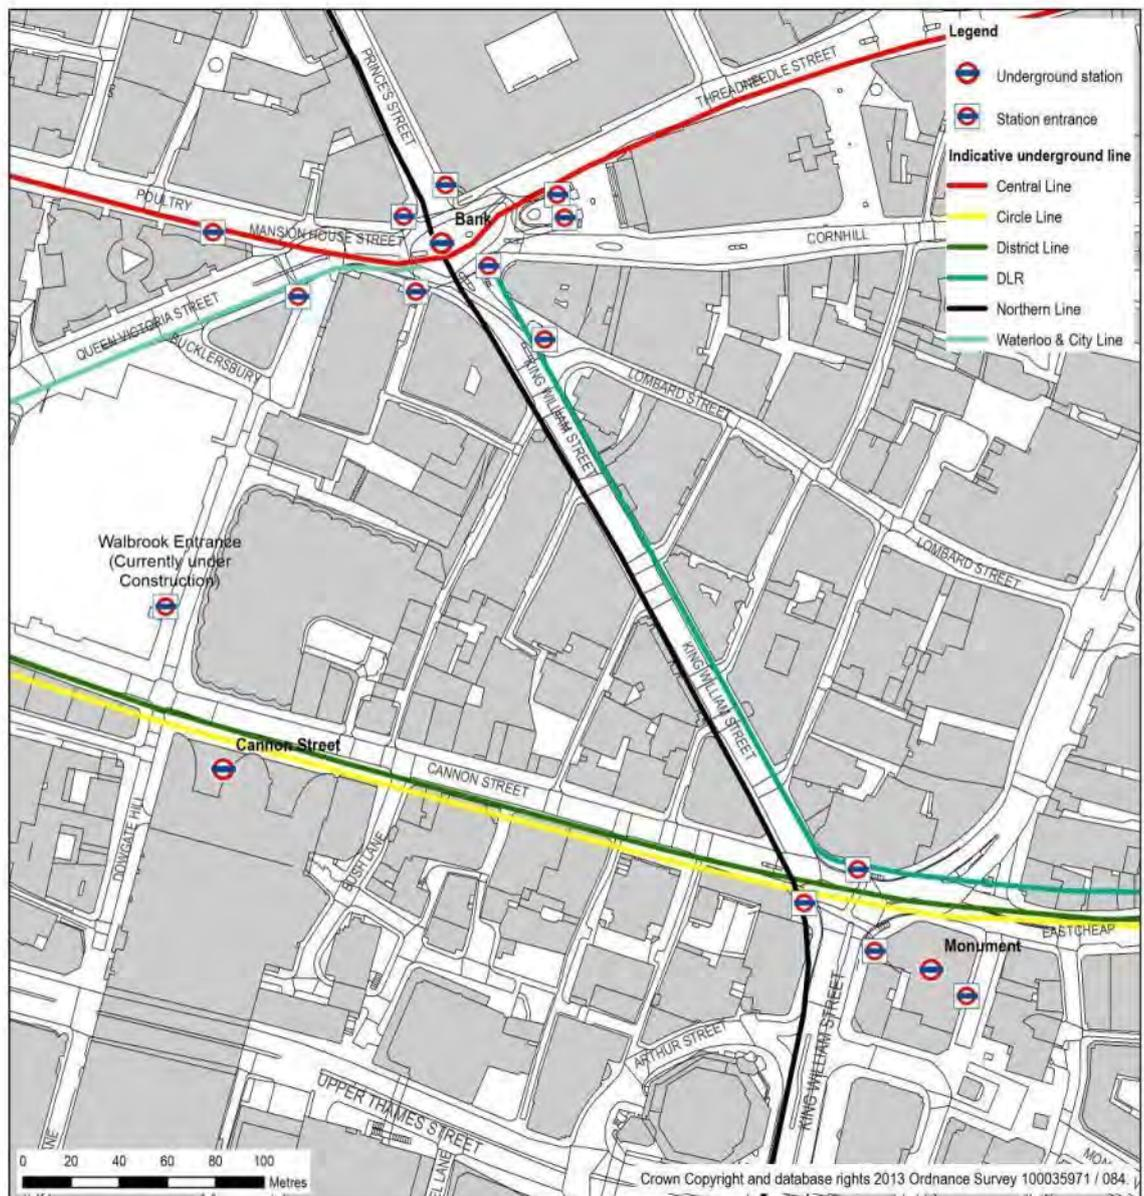 Legend
Underground station
Station entrance
Indicative underground line
Central Line
Circle Line
District Line
DLR
Northern Line
Waterloo & City Line
PRINCE'S STREET
THREADNEEDLE STREET
POULTRY
Bank
MANSION HOUSE STREET
CORNHILL
QUEEN VICTORIA STREET
BUCKLERSBURY
KING WILLIAM STREET
LOMBARD STREET
Walbrook Entrance
(Currently under
Construction)
LOMBARD STREET
KING WILLIAM STREET
Cannon Street
CANNON STREET
DOWGATE HILL
BUSH LANE
EASTCHEAP
Monument
ARTHUR STREET
KING WILLIAM STREET
UPPER THAMES STREET
0 20 40 60 80 100
Metres
Crown Copyright and database rights 2013 Ordnance Survey 100035971 / 084.